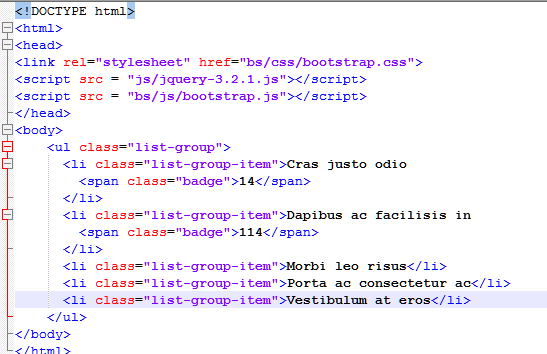 <!DOCTYPE html>
<html>
<head>
<link rel="stylesheet" href="bs/css/bootstrap.css">
<script src = "js/jquery-3.2.1.js"></script>
<script src = "bs/js/bootstrap.js"></script>
</head>
<body>
<ul class="list-group">
<li class="list-group-item">Cras justo odio
<span class="badge">14</span>
</li>
<li class="list-group-item">Dapibus ac facilisis in
<span class="badge">114</span>
</li>
<li class="list-group-item">Morbi leo risus</li>
<li class="list-group-item">Porta ac consectetur ac</li>
<li class="list-group-item">Vestibulum at eros</li>
</ul>
</body>
</html>